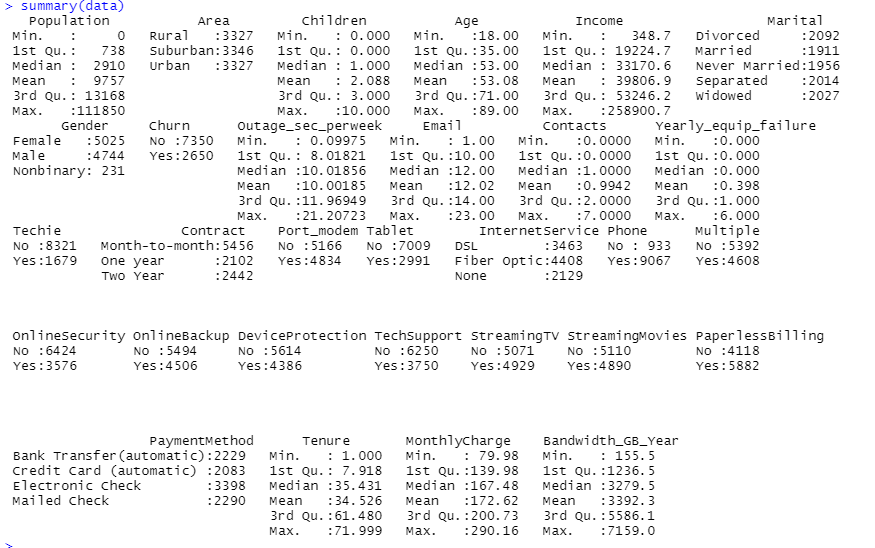 > summary(data)
Population Area Children Age Income Marital
Min. : 0 Rural :3327 Min. : 0.000 Min. :18.00 Min. : 348.7 Divorced :2092
1st Qu.: 738 Suburban:3346 1st Qu.: 0.000 1st Qu.:35.00 1st Qu.: 19224.7 Married :1911
Median : 2910 Urban :3327 Median : 1.000 Median :53.00 Median : 33170.6 Never Married:1956
Mean : 9757 Mean : 2.088 Mean :53.08 Mean : 39806.9 Separated :2014
3rd Qu.: 13168 3rd Qu.: 3.000 3rd Qu.:71.00 3rd Qu.: 53246.2 Widowed :2027
Max. :111850 Max. :10.000 Max. :89.00 Max. :258900.7
Gender Churn Outage_sec_perweek Email Contacts Yearly_equip_failure
Female :5025 No :7350 Min. : 0.09975 Min. : 1.00 Min. :0.0000 Min. :0.000
Male :4744 Yes:2650 1st Qu.: 8.01821 1st Qu.:10.00 1st Qu.:0.0000 1st Qu.:0.000
Nonbinary: 231 Median :10.01856 Median :12.00 Median :1.0000 Median :0.000
Mean :10.00185 Mean :12.02 Mean :0.9942 Mean :0.398
3rd Qu.:11.96949 3rd Qu.:14.00 3rd Qu.:2.0000 3rd Qu.:1.000
Max. :21.20723 Max. :23.00 Max. :7.0000 Max. :6.000
Techie Contract Port_modem Tablet InternetService Phone Multiple
No :8321 Month-to-month:5456 No :5166 No :7009 DSL :3463 No : 933 No :5392
Yes:1679 One year :2102 Yes:4834 Yes:2991 Fiber Optic:4408 Yes:9067 Yes:4608
Two Year :2442 None :2129
OnlineSecurity OnlineBackup DeviceProtection TechSupport StreamingTV StreamingMovies PaperlessBilling
No :6424 No :5494 No :5614 No :6250 No :5071 No :5110 No :4118
Yes:3576 Yes:4506 Yes:4386 Yes:3750 Yes:4929 Yes:4890 Yes:5882
PaymentMethod Tenure MonthlyCharge Bandwidth_GB_Year
Bank Transfer(automatic):2229 Min. : 1.000 Min. : 79.98 Min. : 155.5
Credit Card (automatic) :2083 1st Qu.: 7.918 1st Qu.:139.98 1st Qu.:1236.5
Electronic Check :3398 Median :35.431 Median :167.48 Median :3279.5
Mailed Check :2290 Mean :34.526 Mean :172.62 Mean :3392.3
3rd Qu.:61.480 3rd Qu.:200.73 3rd Qu.:5586.1
Max. :71.999 Max. :290.16 Max. :7159.0
>